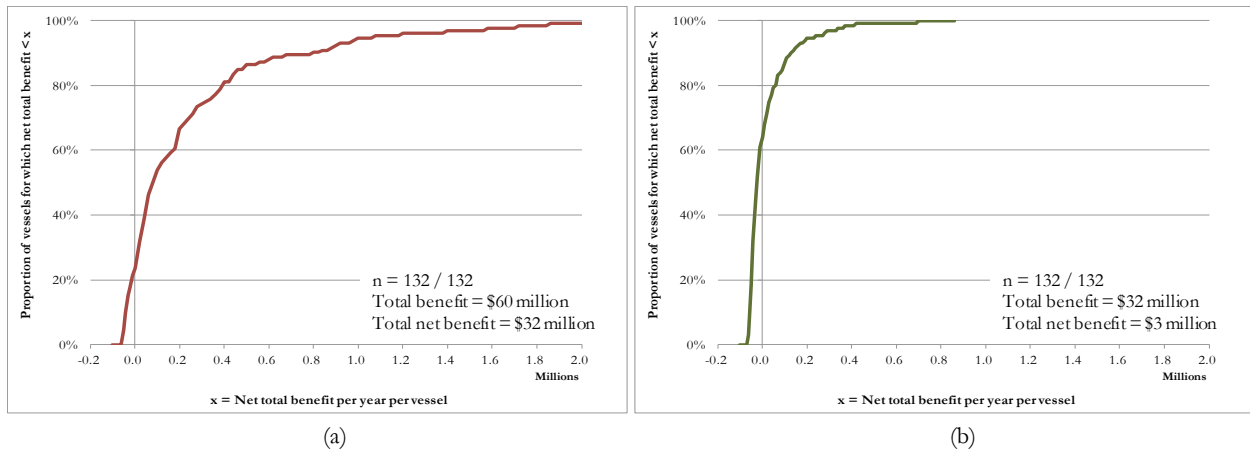 Proportion of vessels for which net total benefit < x
100%
80%
60%
40%
20%
0%
n = 132 / 132
Total benefit = $60 million
Total net benefit = $32 million
-0.2 0.0 0.2 0.4 0.6 0.8 1.0 1.2 1.4 1.6 1.8 2.0
Millions
x = Net total benefit per year per vessel
(a)
Proportion of vessels for which net total benefit < x
100%
80%
60%
40%
20%
0%
n = 132 / 132
Total benefit = $32 million
Total net benefit = $3 million
-0.2 0.0 0.2 0.4 0.6 0.8 1.0 1.2 1.4 1.6 1.8 2.0
Millions
x = Net total benefit per year per vessel
(b)